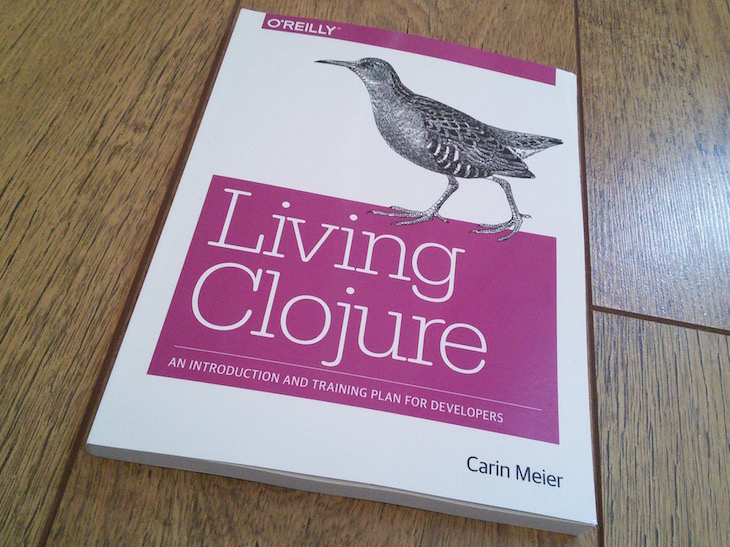 O'REILLY®
Living
Clojure
AN INTRODUCTION AND TRAINING PLAN FOR DEVELOPERS
Carin Meier